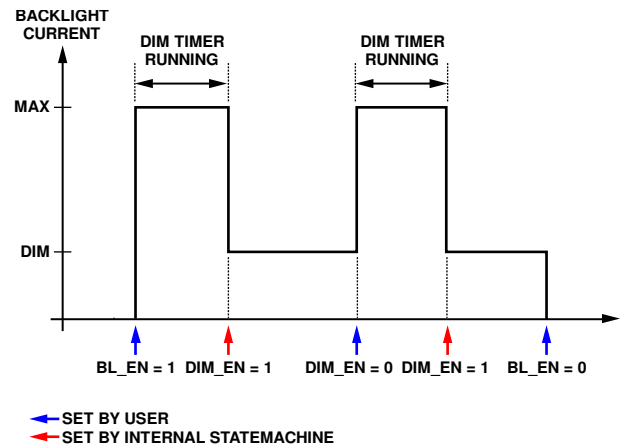 BACKLIGHT
CURRENT
DIM TIMER
RUNNING
DIM TIMER
RUNNING
MAX
DIM
BL_EN = 1 DIM_EN = 1 DIM_EN = 0 DIM_EN = 1 BL_EN = 0
SET BY USER
SET BY INTERNAL STATEMACHINE